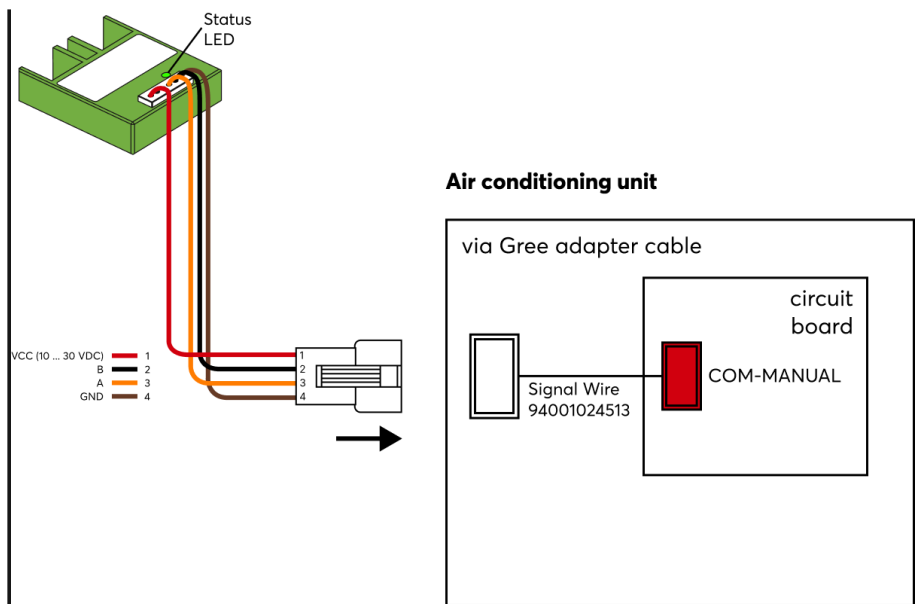 Status
LED
Air conditioning unit
via Gree adapter cable
circuit
board
COM-MANUAL
Signal Wire
94001024513
VCC (10 ... 30 VDC) 1
B 2
A 3
GND 4
1
2
3
4